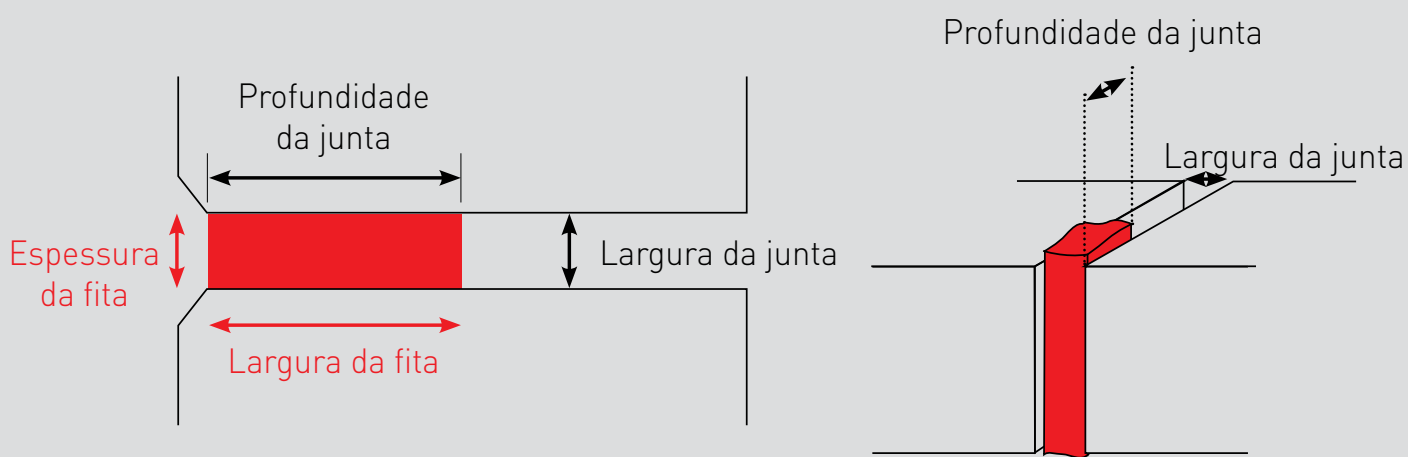 Profundidade
da junta
Espessura
da fita
Largura da junta
Largura da fita
Profundidade da junta
Largura da junta